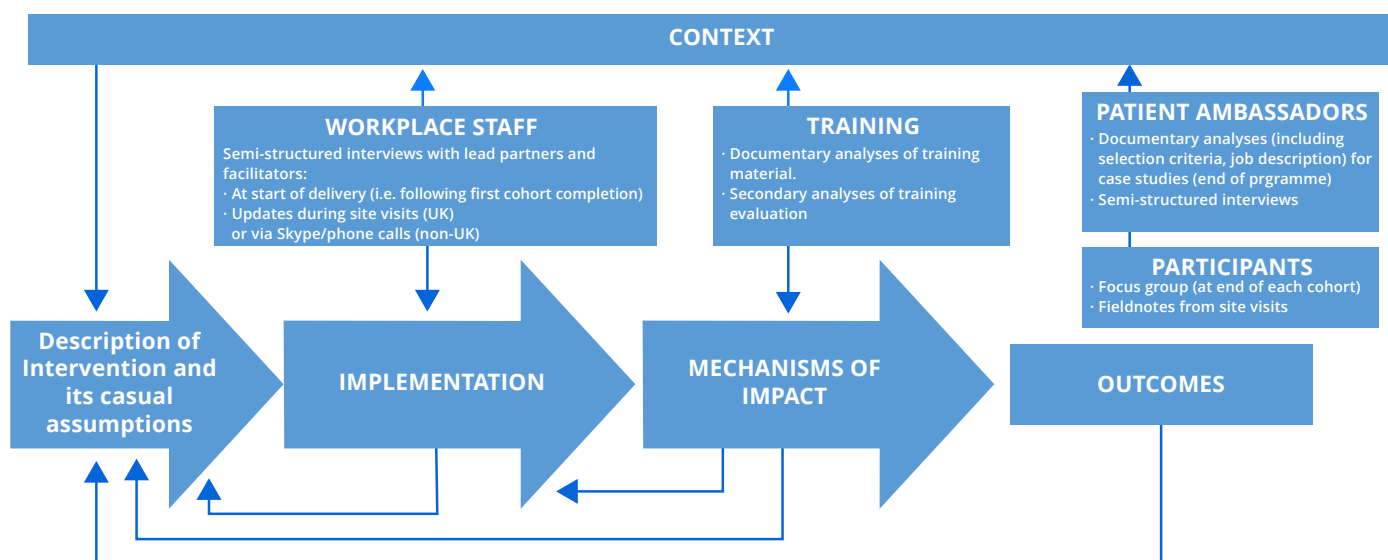 CONTEXT
WORKPLACE STAFF
Semi-structured interviews with lead partners and
facilitators:
· At start of delivery (i.e. following first cohort completion)
· Updates during site visits (UK)
or via Skype/phone calls (non-UK)
TRAINING
· Documentary analyses of training
material.
· Secondary analyses of training
evaluation
PATIENT AMBASSADORS
· Documentary analyses (including
selection criteria, job description) for
case studies (end of prgramme)
· Semi-structured interviews
PARTICIPANTS
· Focus group (at end of each cohort)
· Fieldnotes from site visits
Description of
Intervention and
its casual
assumptions
IMPLEMENTATION
MECHANISMS OF
IMPACT
OUTCOMES